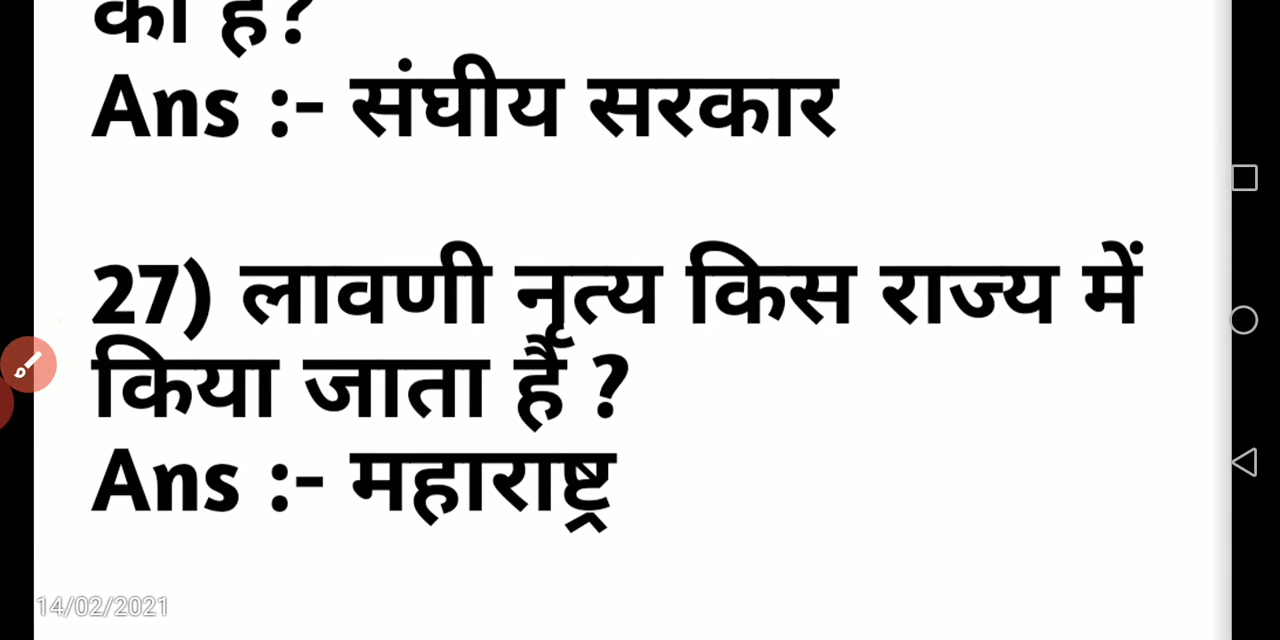 की है?
Ans :- संघीय सरकार
27) लावणी नृत्य किस राज्य में
किया जाता है ?
Ans :- महाराष्ट्र
14/02/2021